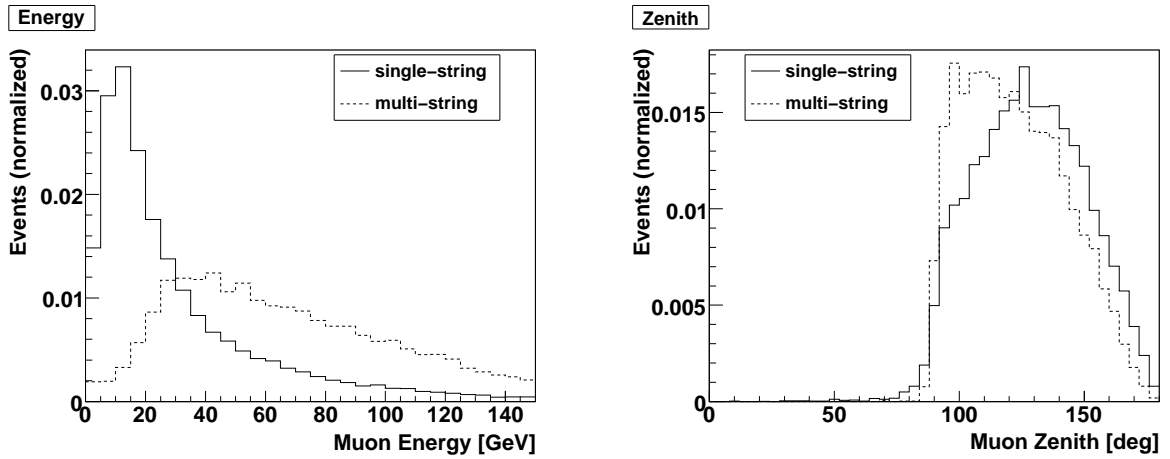 Energy
Events (normalized)
0.03
0.02
0.01
0
single-string
multi-string
0 20 40 60 80 100 120 140
Muon Energy [GeV]
Zenith
Events (normalized)
0.015
0.01
0.005
0
single-string
multi-string
0 50 100 150
Muon Zenith [deg]